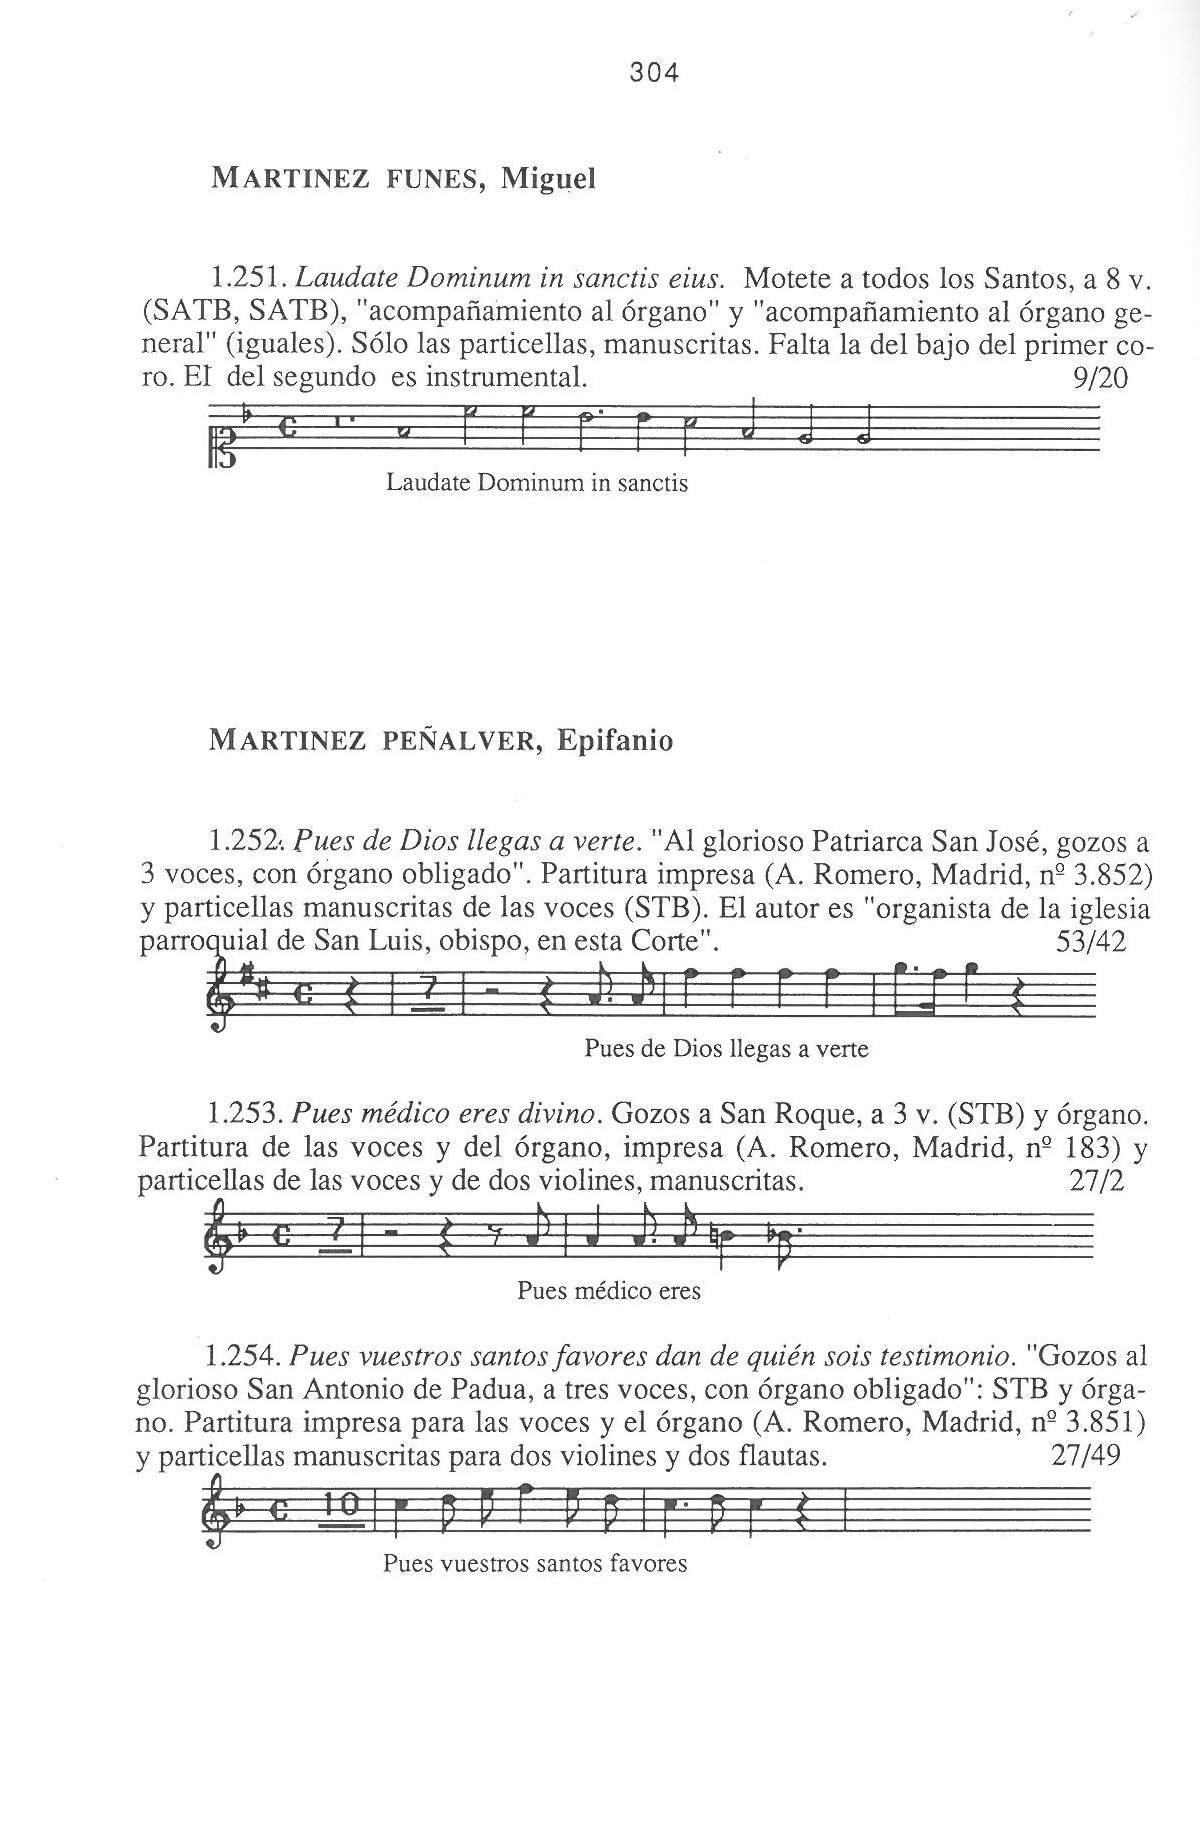 304
MARTINEZ FUNES, Miguel
1.251. Laudate Dominum in sanctis eius. Motete a todos los Santos, a 8 v.
(SATB, SATB), "acompañamiento al órgano" y "acompañamiento al órgano ge-
neral" (iguales). Sólo las particellas, manuscritas. Falta la del bajo del primer co-
ro. El del segundo es instrumental. 9/20
Laudate Dominum in sanctis
MARTINEZ PEÑALVER, Epifanio
1.252. Pues de Dios llegas a verte. "Al glorioso Patriarca San José, gozos a
3 voces, con órgano obligado". Partitura impresa (A. Romero, Madrid, nº 3.852)
y particellas manuscritas de las voces (STB). El autor es "organista de la iglesia
parroquial de San Luis, obispo, en esta Corte". 53/42
7
Pues de Dios llegas a verte
1.253. Pues médico eres divino. Gozos a San Roque, a 3 v. (STB) y órgano.
Partitura de las voces y del órgano, impresa (A. Romero, Madrid, nº 183) y
particellas de las voces y de dos violines, manuscritas. 27/2
7
Pues médico eres
1.254. Pues vuestros santos favores dan de quién sois testimonio. "Gozos al
glorioso San Antonio de Padua, a tres voces, con órgano obligado": STB y órga-
no. Partitura impresa para las voces y el órgano (A. Romero, Madrid, nº 3.851)
y particellas manuscritas para dos violines y dos flautas. 27/49
10
Pues vuestros santos favores